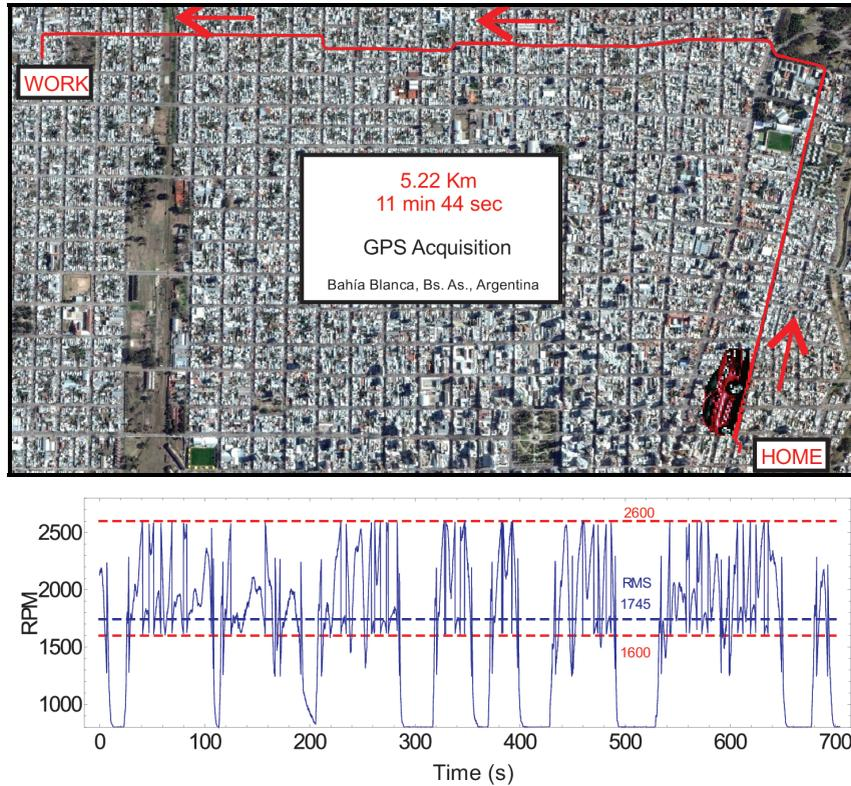 WORK
5.22 Km
11 min 44 sec
GPS Acquisition
Bahía Blanca, Bs. As., Argentina
HOME
2600
2500
RMS
2000
1745
RPM
1500
1600
1000
0 100 200 300 400 500 600 700
Time (s)